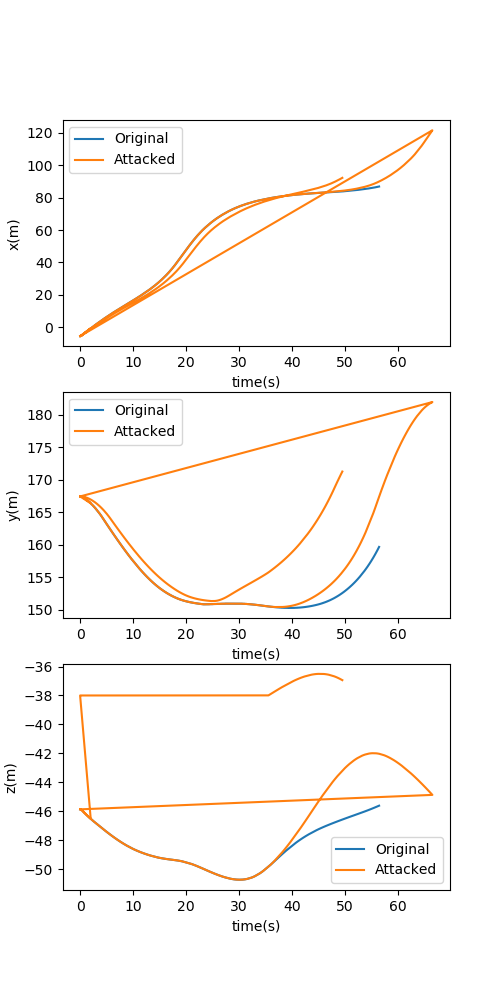 120
100
80
60
40
20
0
x(m)
Original
Attacked
0 10 20 30 40 50 60
time(s)
180
175
170
165
160
155
150
y(m)
Original
Attacked
0 10 20 30 40 50 60
time(s)
−36
−38
−40
−42
−44
−46
−48
−50
z(m)
Original
Attacked
0 10 20 30 40 50 60
time(s)